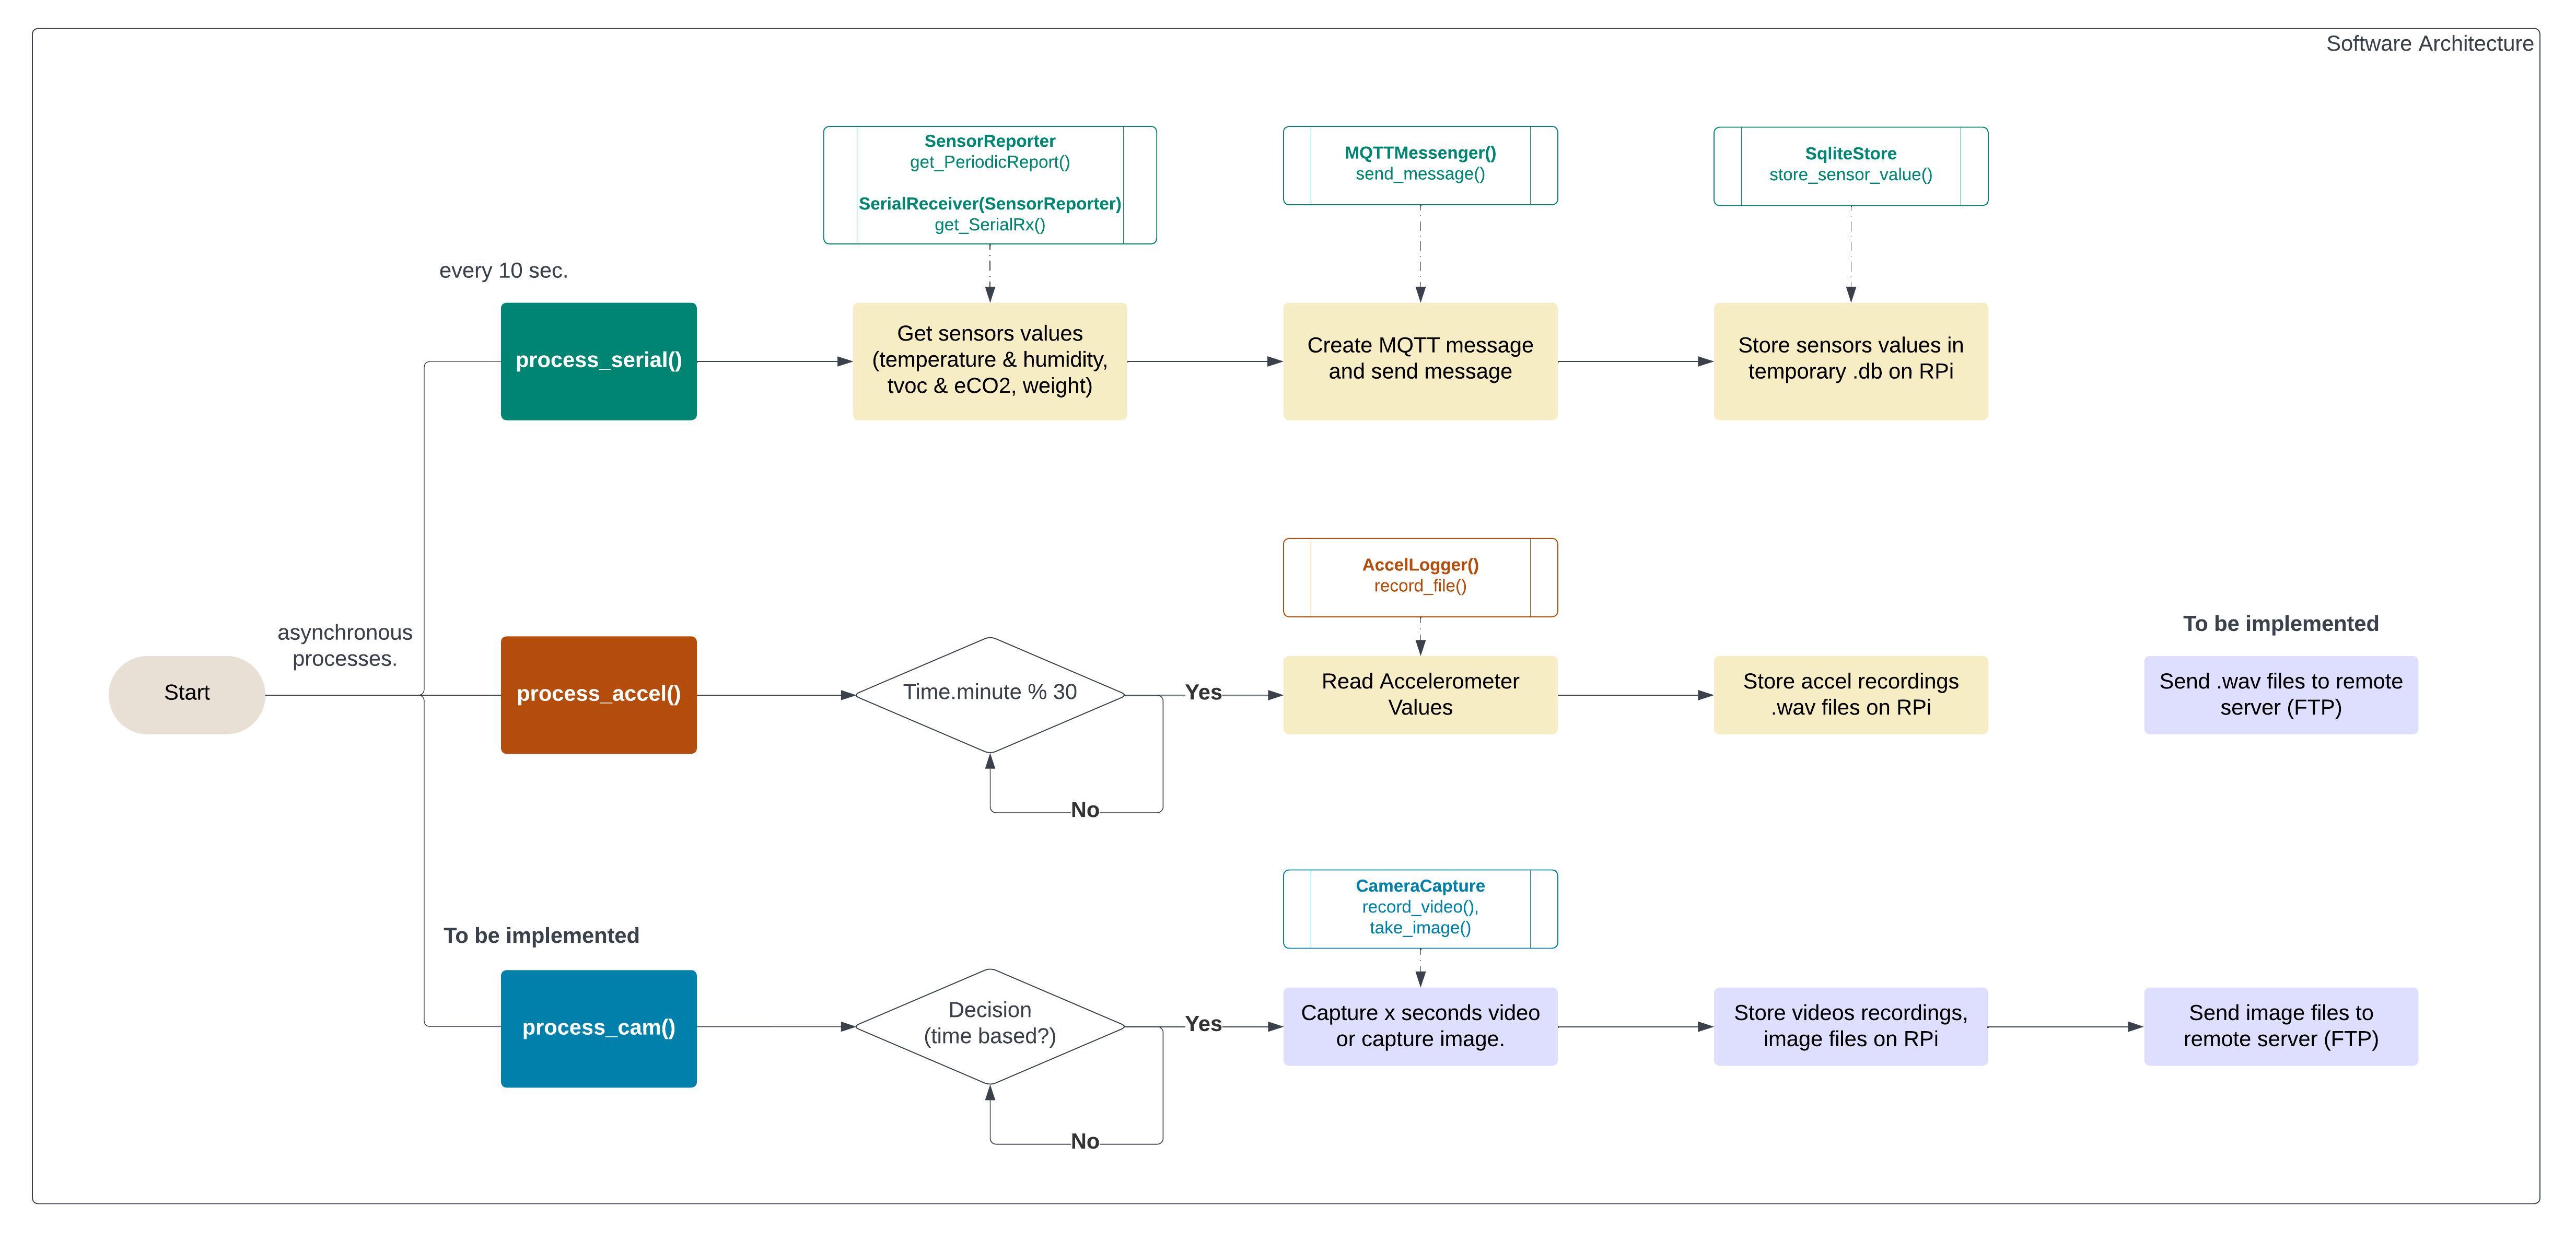 Software Architecture
SensorReporter
get_PeriodicReport()
SerialReceiver(SensorReporter)
get_SerialRx()
MQTTMessenger()
send_message()
SqliteStore
store_sensor_value()
every 10 sec.
process_serial()
Get sensors values
(temperature & humidity,
tvoc & eCO2, weight)
Create MQTT message
and send message
Store sensors values in
temporary .db on RPi
AccelLogger()
record_file()
To be implemented
asynchronous
processes.
Start
process_accel()
Time.minute % 30
Yes
No
Read Accelerometer
Values
Store accel recordings
.wav files on RPi
Send .wav files to remote
server (FTP)
CameraCapture
record_video(),
take_image()
To be implemented
process_cam()
Decision
(time based?)
Yes
No
Capture x seconds video
or capture image.
Store videos recordings,
image files on RPi
Send image files to
remote server (FTP)